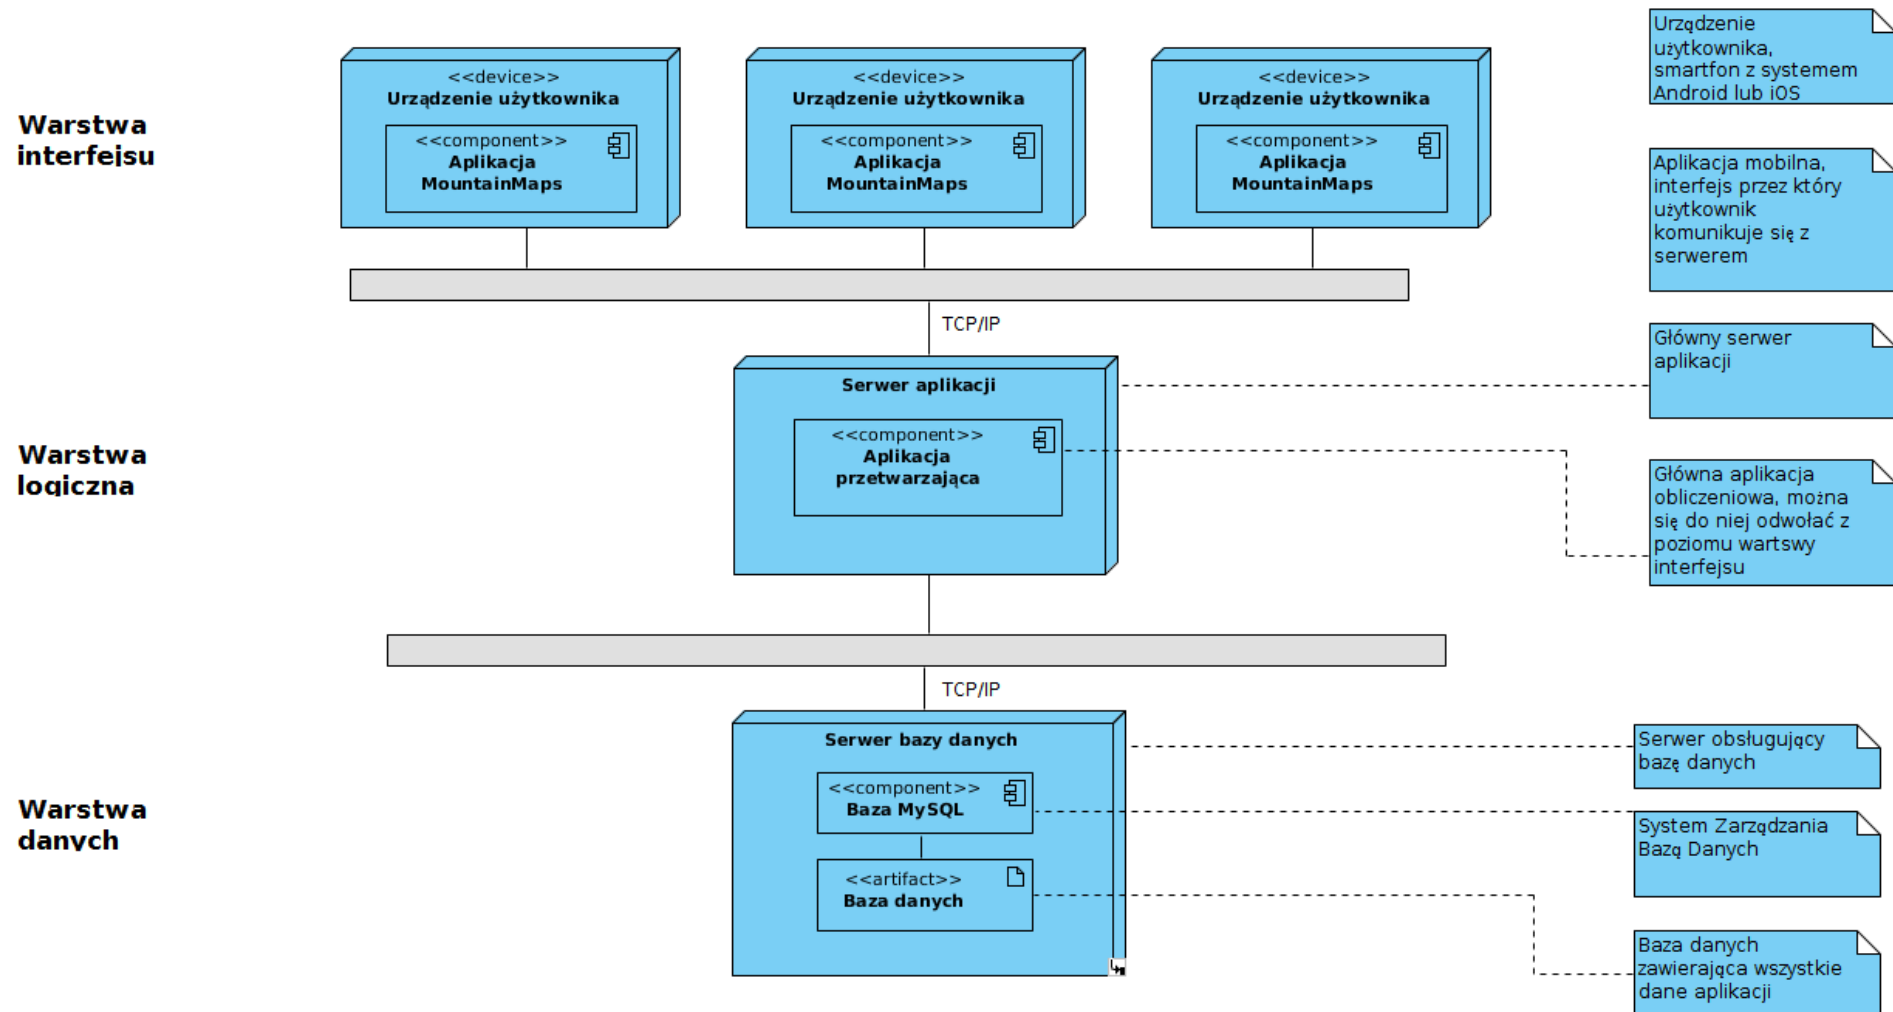 Warstwa
interfejsu
<<device>>
Urządzenie użytkownika
<<component>>
Aplikacja
MountainMaps
<<device>>
Urządzenie użytkownika
<<component>>
Aplikacja
MountainMaps
<<device>>
Urządzenie użytkownika
<<component>>
Aplikacja
MountainMaps
Urządzenie
użytkownika,
smartfon z systemem
Android lub iOS
Aplikacja mobilna,
interfejs przez który
użytkownik
komunikuje się z
serwerem
TCP/IP
Warstwa
logiczna
Serwer aplikacji
<<component>>
Aplikacja
przetwarzająca
Główny serwer
aplikacji
Główna aplikacja
obliczeniowa, można
się do niej odwołać z
poziomu wartswy
interfejsu
TCP/IP
Warstwa
danych
Serwer bazy danych
<<component>>
Baza MySQL
<<artifact>>
Baza danych
Serwer obsługujący
bazę danych
System Zarządzania
Bazą Danych
Baza danych
zawierająca wszystkie
dane aplikacji